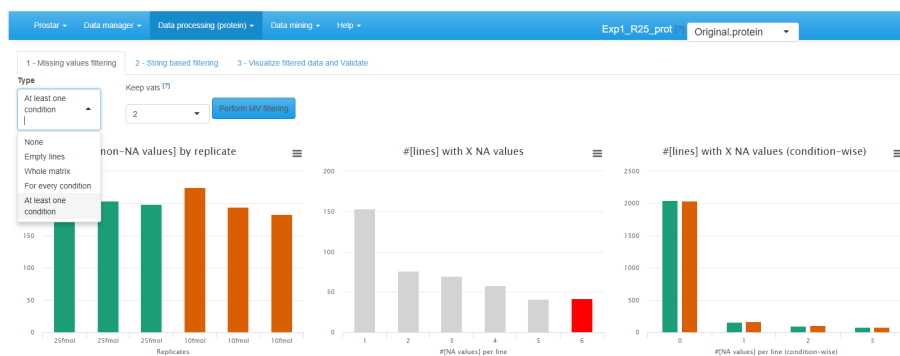 Prostar Data manager Data processing (protein) Data mining Help Exp1_R25_prot [?] Original.protein
1 - Missing values filtering 2 - String based filtering 3 - Visualize filtered data and Validate
Type
At least one
condition
Keep vals [?]
2
Perform MV filtering
None
Empty lines
Whole matrix
For every condition
At least one
condition
non-NA values] by replicate
150
100
50
0
25fmol 25fmol 25fmol 10fmol 10fmol 10fmol
Replicates
#[lines] with X NA values
200
150
100
50
0
1 2 3 4 5 6
#[NA values] per line
#[lines] with X NA values (condition-wise)
2500
2000
1500
1000
500
0
0 1 2 3
#[NA values] per line (condition-wise)